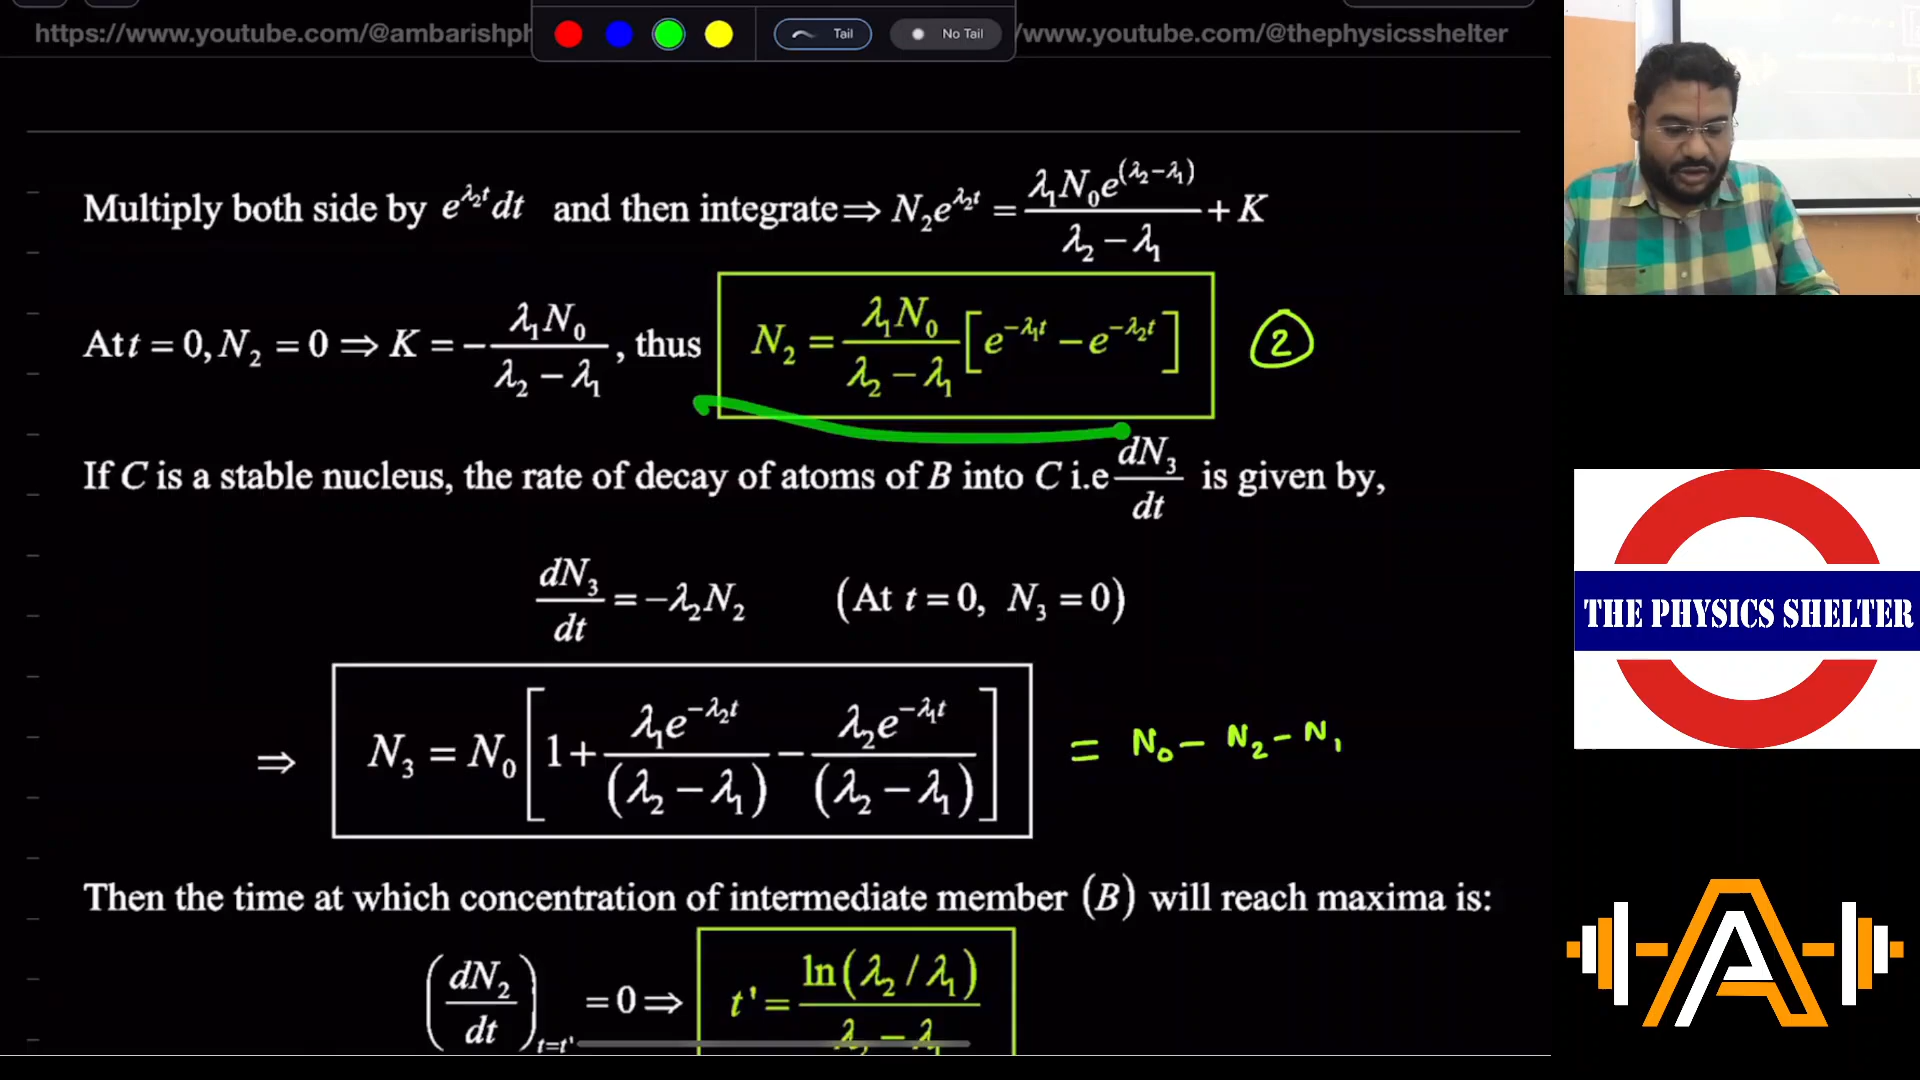 https://www.youtube.com/@ambarishph
Tail
No Tail
/www.youtube.com/@thephysicsshelter
Multiply both side by e^{λ₂t}dt and then integrate ⇒ N₂e^{λ₂t} = λ₁N₀e^{(λ₂−λ₁)} / (λ₂ − λ₁) + K
At t = 0, N₂ = 0 ⇒ K = − λ₁N₀ / (λ₂ − λ₁), thus N₂ = λ₁N₀ / (λ₂ − λ₁) [e^{−λ₁t} − e^{−λ₂t}] ②
If C is a stable nucleus, the rate of decay of atoms of B into C i.e dN₃/dt is given by,
dN₃/dt = −λ₂N₂ (At t = 0, N₃ = 0)
⇒ N₃ = N₀ [1 + λ₁e^{−λ₂t} / (λ₂ − λ₁) − λ₂e^{−λ₁t} / (λ₂ − λ₁)] = N₀ − N₂ − N₁
Then the time at which concentration of intermediate member (B) will reach maxima is:
(dN₂/dt)_{t=t'} = 0 ⇒ t' = ln(λ₂ / λ₁)
THE PHYSICS SHELTER